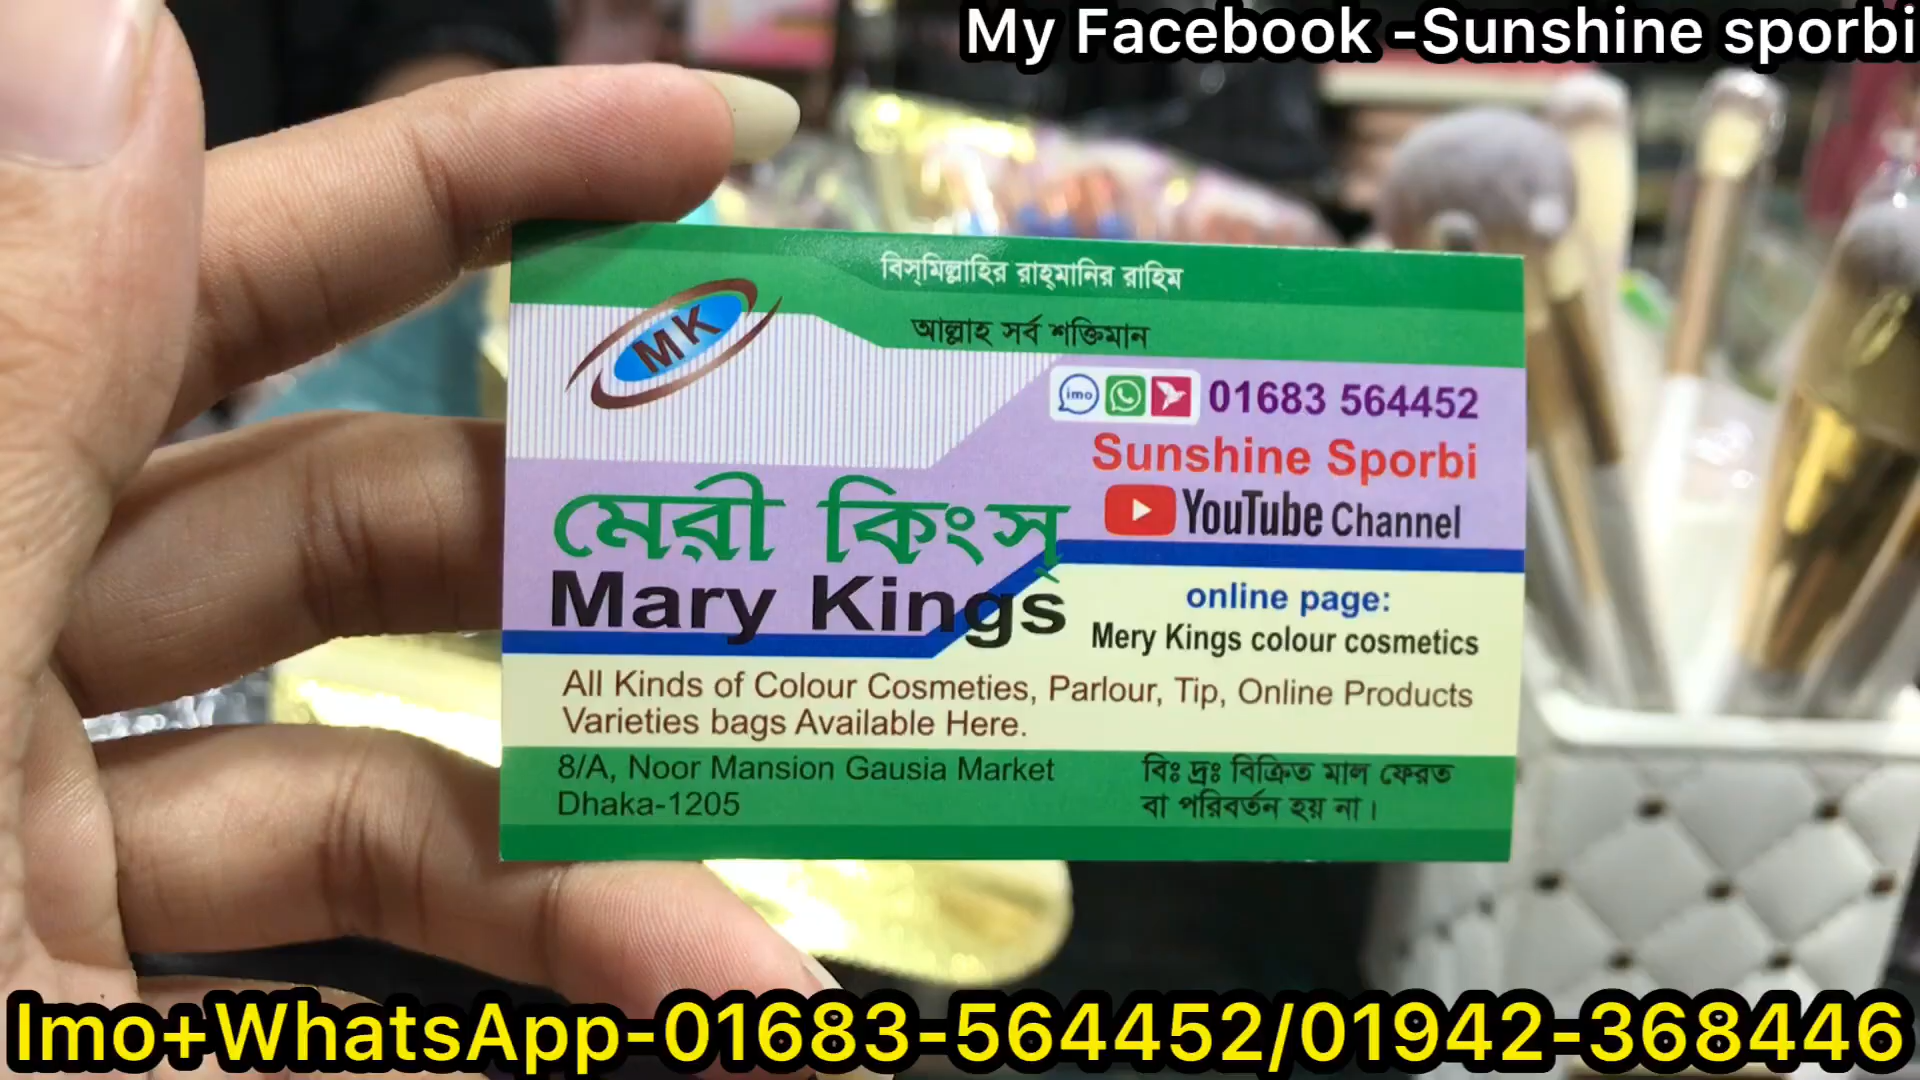 My Facebook -Sunshine sporbi
বিস্‌মিল্লাহির রাহ্‌মানির রাহিম
আল্লাহ সর্ব শক্তিমান
MK
imo 01683 564452
Sunshine Sporbi
YouTube Channel
মেরী কিংস্
Mary Kings
online page:
Mery Kings colour cosmetics
All Kinds of Colour Cosmeties, Parlour, Tip, Online Products
Varieties bags Available Here.
8/A, Noor Mansion Gausia Market
Dhaka-1205
বিঃ দ্রঃ বিক্রিত মাল ফেরত
বা পরিবর্তন হয় না।
Imo+WhatsApp-01683-564452/01942-368446